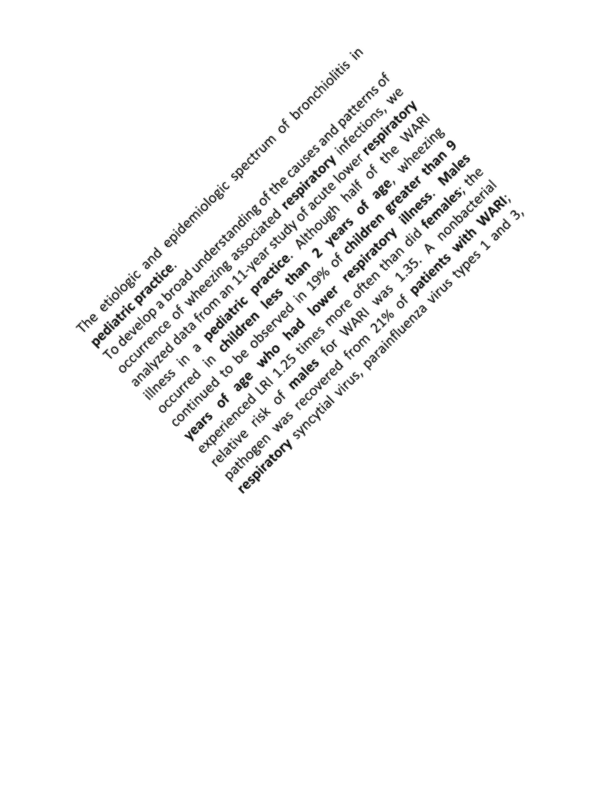 The etiologic and epidemiologic spectrum of bronchiolitis in
pediatric practice.
To develop a broad understanding of the causes and patterns of
occurrence of wheezing associated respiratory infections, we
analyzed data from an 11-year study of acute lower respiratory
illness in a pediatric practice. Although half of the WARI
occurred in children less than 2 years of age, wheezing
continued to be observed in 19% of children greater than 9
years of age who had lower respiratory illness. Males
experienced LRI 1.25 times more often than did females; the
relative risk of males for WARI was 1.35. A nonbacterial
pathogen was recovered from 21% of patients with WARI;
respiratory syncytial virus, parainfluenza virus types 1 and 3,